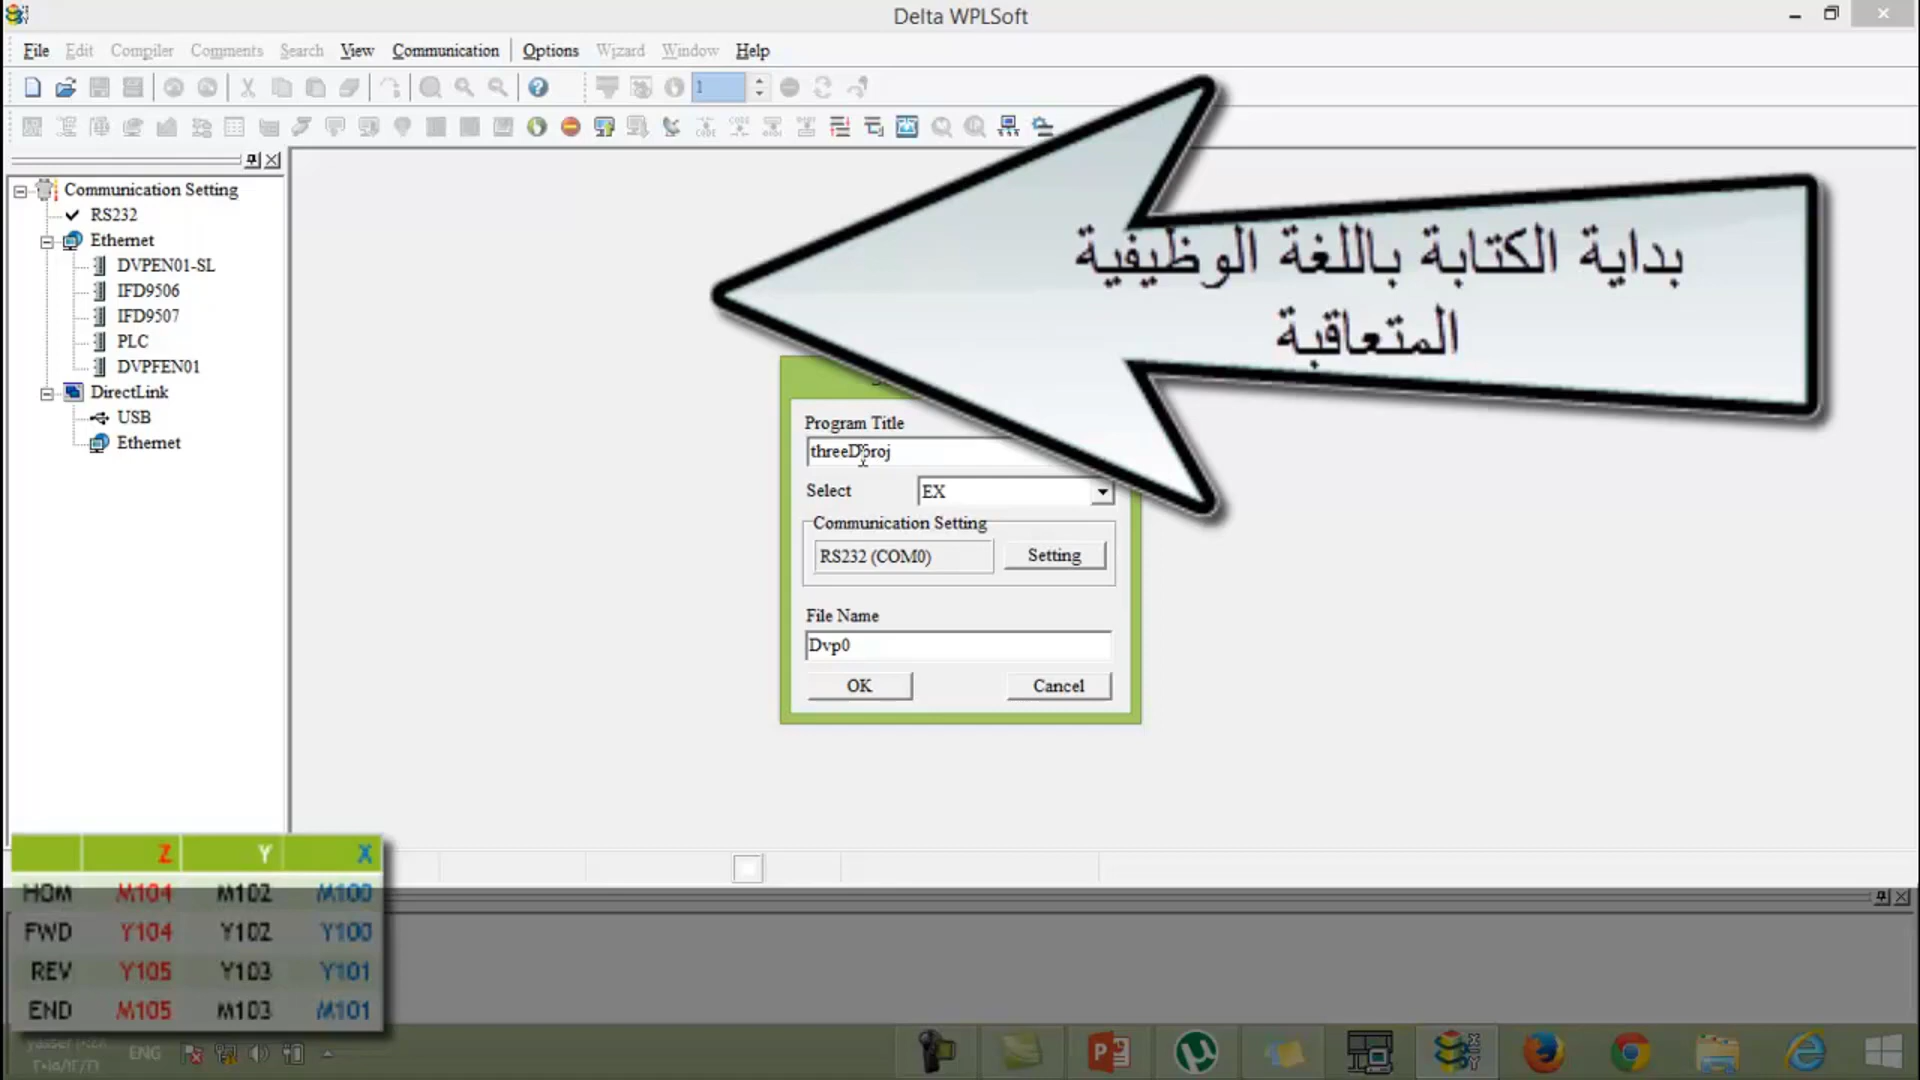 Delta WPLSoft
File Edit Compiler Comments Search View Communication Options Wizard Window Help
1
Communication Setting
RS232
Ethernet
DVPEN01-SL
IFD9506
IFD9507
PLC
DVPFEN01
DirectLink
USB
Ethernet
بداية الكتابة باللغة الوظيفية
المتعاقبة
Program Title
threeDproj
Select EX
Communication Setting
RS232 (COM0) Setting
File Name
Dvp0
OK Cancel
Z Y X
HOM M104 M102 M100
FWD Y104 Y102 Y100
REV Y105 Y103 Y101
END M105 M103 M101
ENG